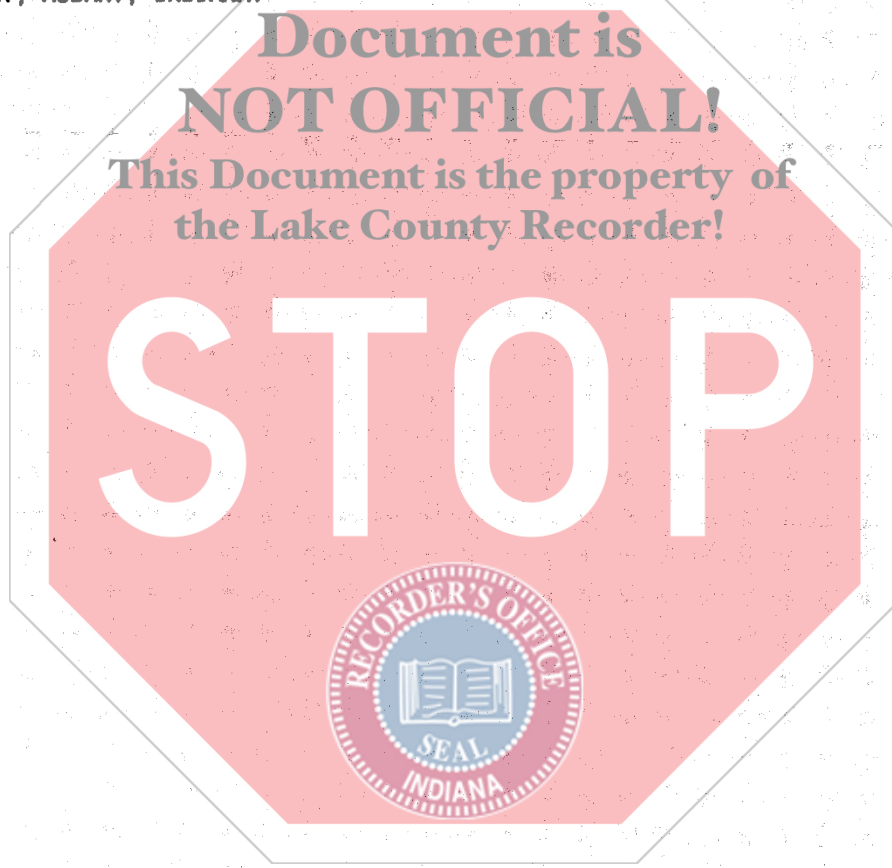 Document is
NOT OFFICIAL!
This Document is the property of
the Lake County Recorder!
STOP
RECORDER'S OFFICE
SEAL
INDIANA